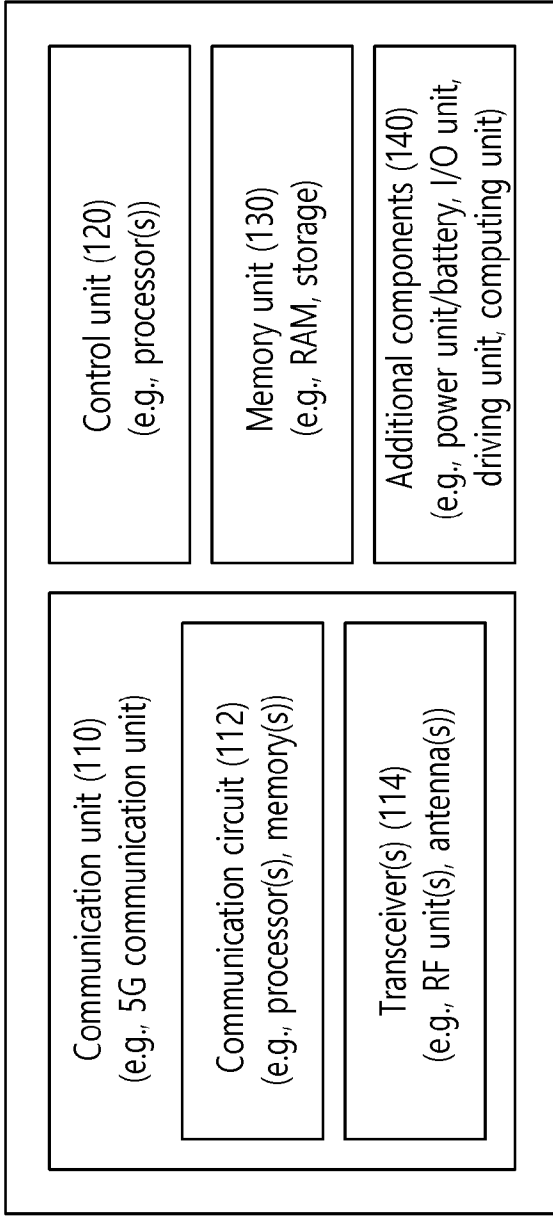 Communication unit (110)
(e.g., 5G communication unit)
Communication circuit (112)
(e.g., processor(s), memory(s))
Transceiver(s) (114)
(e.g., RF unit(s), antenna(s))
Control unit (120)
(e.g., processor(s))
Memory unit (130)
(e.g., RAM, storage)
Additional components (140)
(e.g., power unit/battery, I/O unit,
driving unit, computing unit)